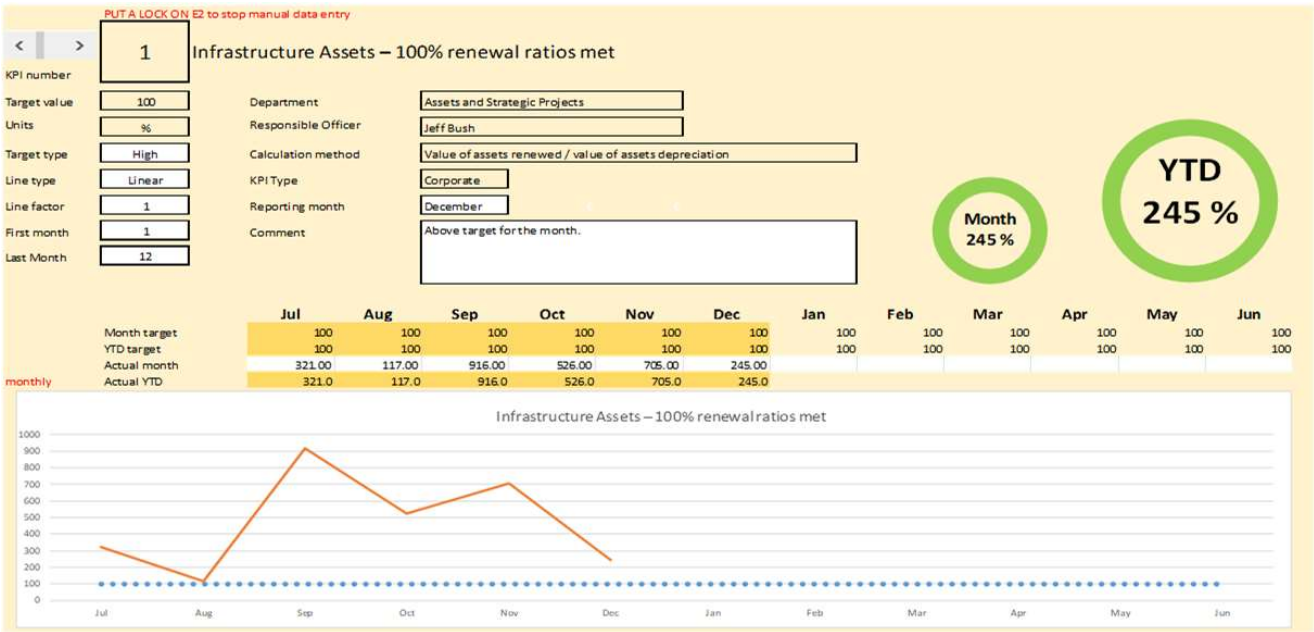 PUT A LOCK ON E2 to stop manual data entry
< > 1 Infrastructure Assets – 100% renewal ratios met
KPI number
Target value 100 Department Assets and Strategic Projects
Units % Responsible Officer Jeff Bush
Target type High Calculation method Value of assets renewed / value of assets depreciation
Line type Linear KPI Type Corporate
Line factor 1 Reporting month December
First month 1 Comment Above target for the month.
Last Month 12
Month
245 %
YTD
245 %
Jul Aug Sep Oct Nov Dec Jan Feb Mar Apr May Jun
Month target 100 100 100 100 100 100 100 100 100 100 100 100
YTD target 100 100 100 100 100 100 100 100 100 100 100 100
Actual month 321.00 117.00 916.00 526.00 705.00 245.00
monthly Actual YTD 321.0 117.0 916.0 526.0 705.0 245.0
Infrastructure Assets – 100% renewal ratios met
1000
900
800
700
600
500
400
300
200
100
0
Jul Aug Sep Oct Nov Dec Jan Feb Mar Apr May Jun